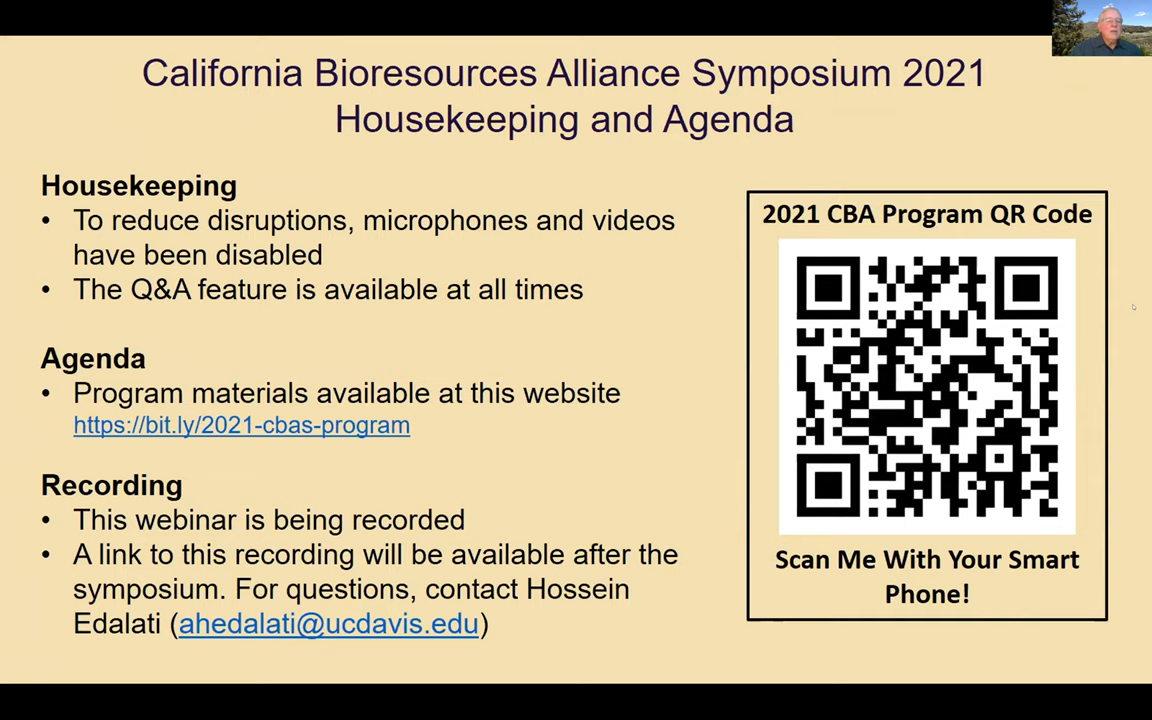 California Bioresources Alliance Symposium 2021
Housekeeping and Agenda
Housekeeping
• To reduce disruptions, microphones and videos
have been disabled
• The Q&A feature is available at all times
Agenda
• Program materials available at this website
https://bit.ly/2021-cbas-program
Recording
• This webinar is being recorded
• A link to this recording will be available after the
symposium. For questions, contact Hossein
Edalati (ahedalati@ucdavis.edu)
2021 CBA Program QR Code
Scan Me With Your Smart
Phone!